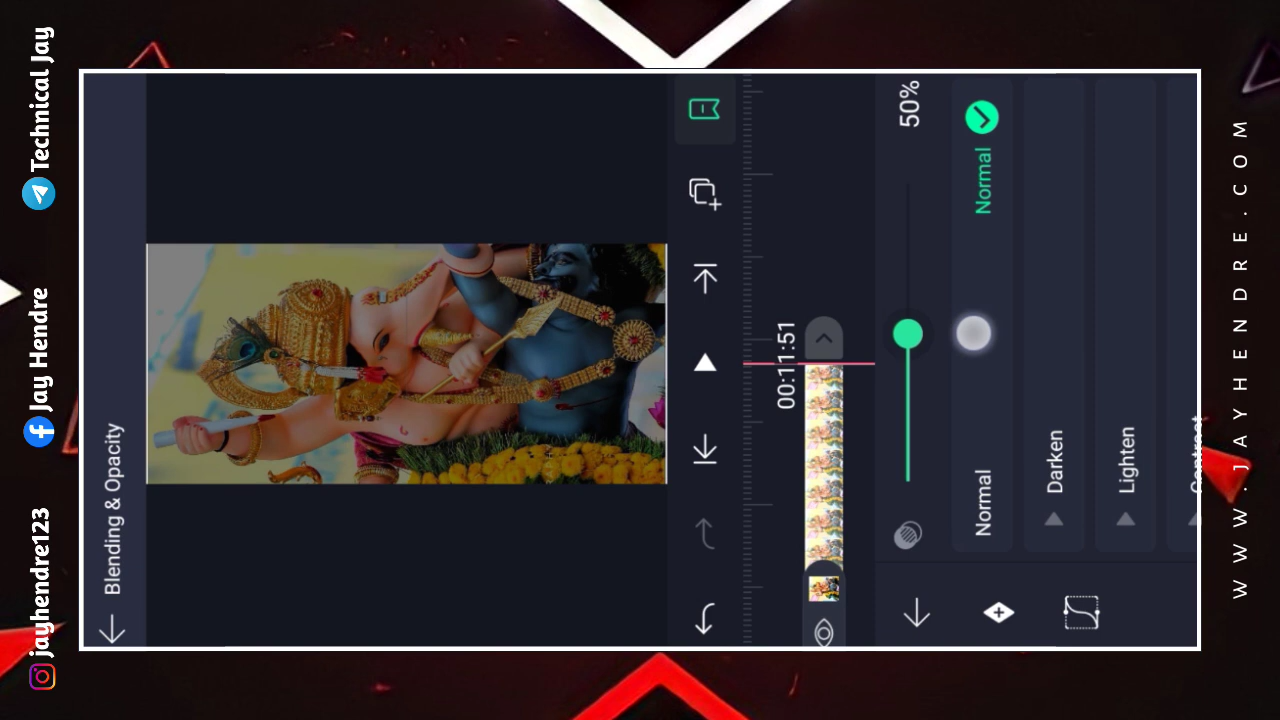 jayhendre123
Jay Hendre
Technical Jay
Blending & Opacity
00:11:51
50%
Normal
Normal
Darken
Lighten
WWW.JAYHENDRE.COM